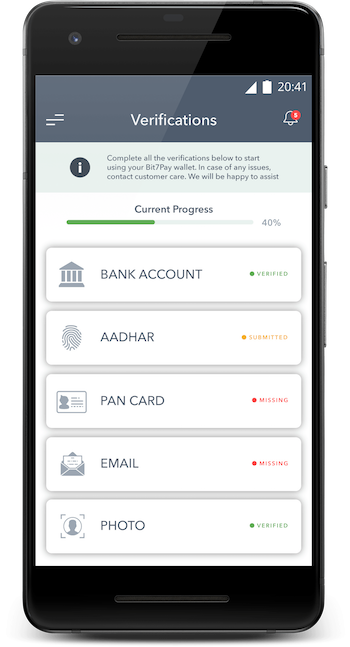 20:41
Verifications
5
Complete all the verifications below to start
using your Bit7Pay wallet. In case of any issues,
contact customer care. We will be happy to assist
Current Progress
40%
BANK ACCOUNT
VERIFIED
AADHAR
SUBMITTED
PAN CARD
MISSING
EMAIL
MISSING
PHOTO
VERIFIED